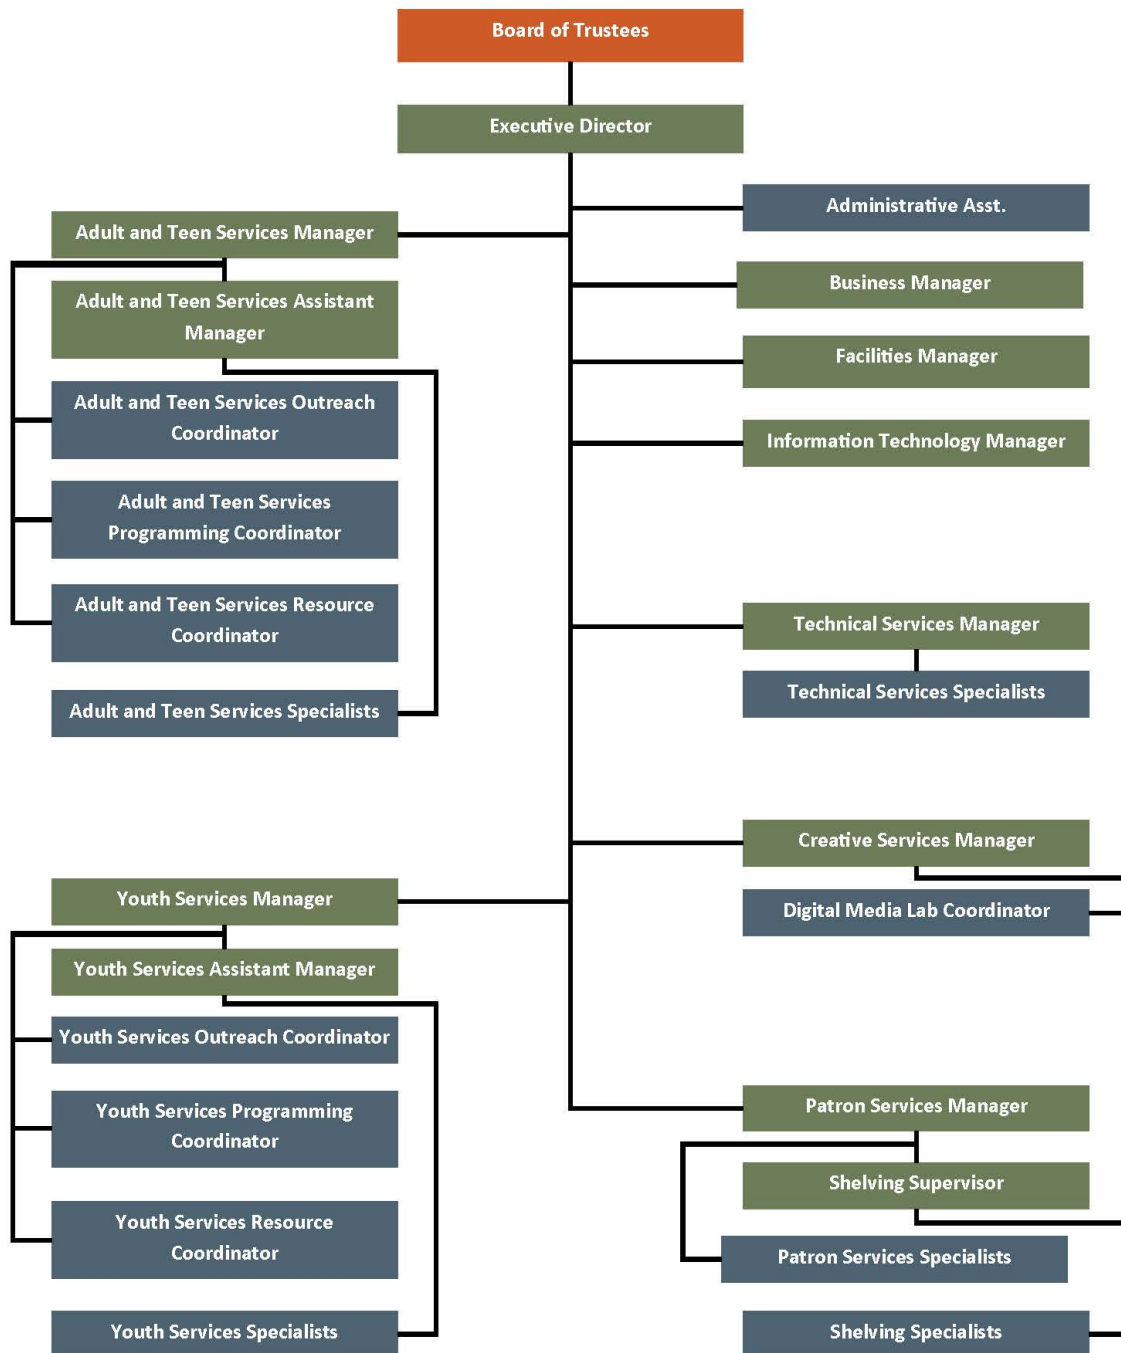 Board of Trustees
Executive Director
Administrative Asst.
Adult and Teen Services Manager
Business Manager
Adult and Teen Services Assistant
Manager
Facilities Manager
Adult and Teen Services Outreach
Coordinator
Information Technology Manager
Adult and Teen Services
Programming Coordinator
Adult and Teen Services Resource
Coordinator
Technical Services Manager
Technical Services Specialists
Adult and Teen Services Specialists
Creative Services Manager
Youth Services Manager
Digital Media Lab Coordinator
Youth Services Assistant Manager
Youth Services Outreach Coordinator
Youth Services Programming
Coordinator
Patron Services Manager
Shelving Supervisor
Youth Services Resource
Coordinator
Patron Services Specialists
Youth Services Specialists
Shelving Specialists